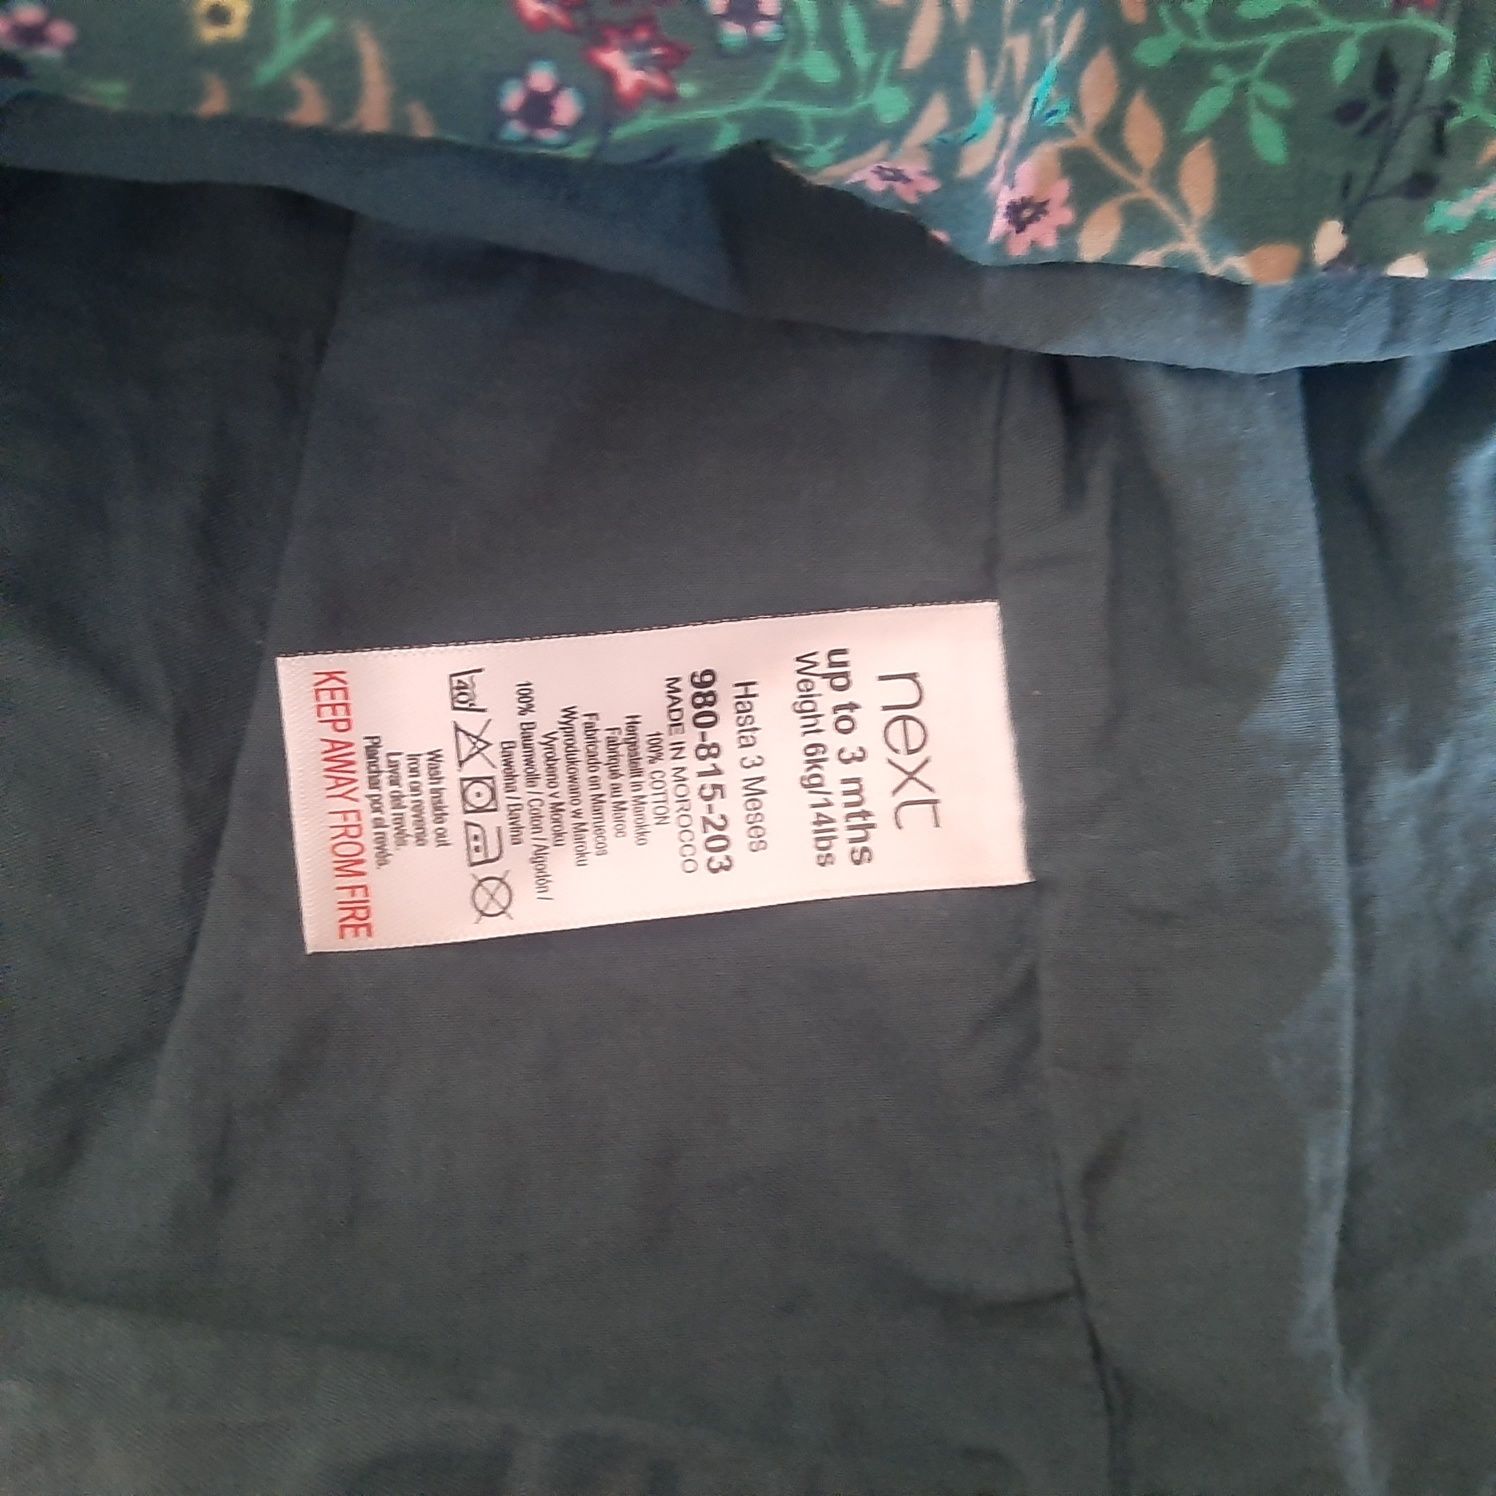 next
up to 3 mths
Weight 6kg/14lbs
Hasta 3 Meses
980-815-203
MADE IN MOROCCO
100% COTTON
Hergestellt in Marokko
Fabriqué au Maroc
Fabricado en Marruecos
Wyprodukowano w Maroku
Vyrobeno v Maroku
100% Baumwolle / Coton / Algodón /
Bawełna / Bavlna
40°
Wash inside out
Iron on reverse
Lavar del revés.
Planchar por el revés.
KEEP AWAY FROM FIRE